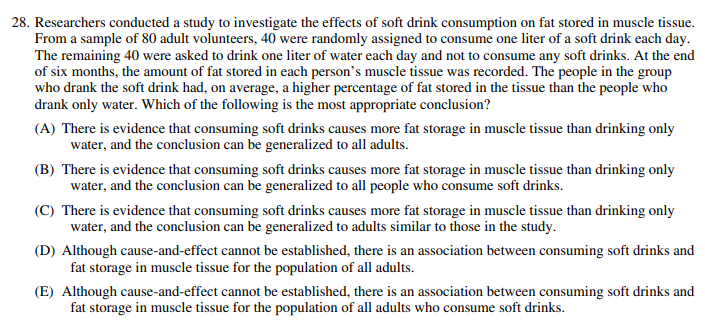 28. Researchers conducted a study to investigate the effects of soft drink consumption on fat stored in muscle tissue.
From a sample of 80 adult volunteers, 40 were randomly assigned to consume one liter of a soft drink each day.
The remaining 40 were asked to drink one liter of water each day and not to consume any soft drinks. At the end
of six months, the amount of fat stored in each person's muscle tissue was recorded. The people in the group
who drank the soft drink had, on average, a higher percentage of fat stored in the tissue than the people who
drank only water. Which of the following is the most appropriate conclusion?
(A) There is evidence that consuming soft drinks causes more fat storage in muscle tissue than drinking only
water, and the conclusion can be generalized to all adults.
(B) There is evidence that consuming soft drinks causes more fat storage in muscle tissue than drinking only
water, and the conclusion can be generalized to all people who consume soft drinks.
(C) There is evidence that consuming soft drinks causes more fat storage in muscle tissue than drinking only
water, and the conclusion can be generalized to adults similar to those in the study.
(D) Although cause-and-effect cannot be established, there is an association between consuming soft drinks and
fat storage in muscle tissue for the population of all adults.
(E) Although cause-and-effect cannot be established, there is an association between consuming soft drinks and
fat storage in muscle tissue for the population of all adults who consume soft drinks.